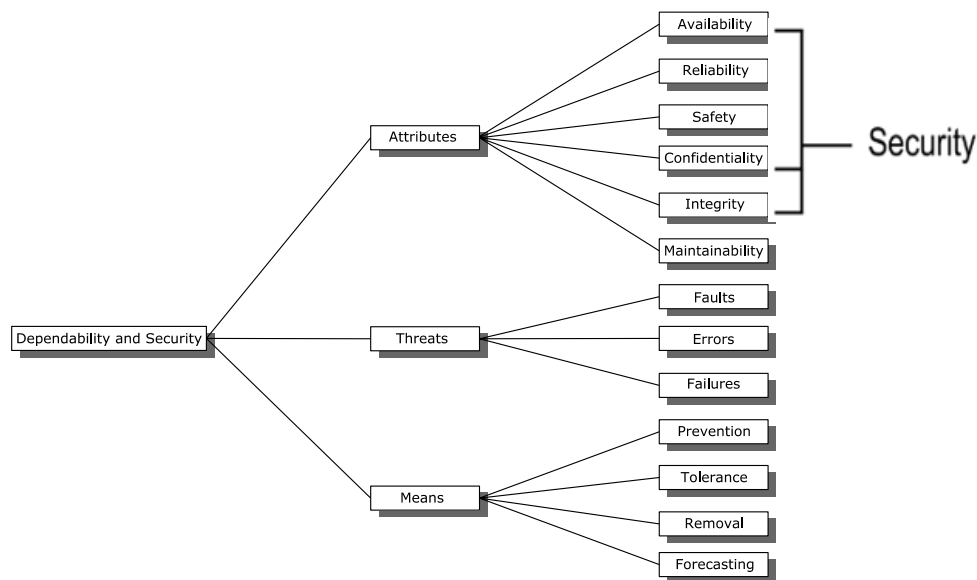 Availability
Reliability
Safety
Security
Attributes
Confidentiality
Integrity
Maintainability
Faults
Dependability and Security
Threats
Errors
Failures
Prevention
Tolerance
Means
Removal
Forecasting